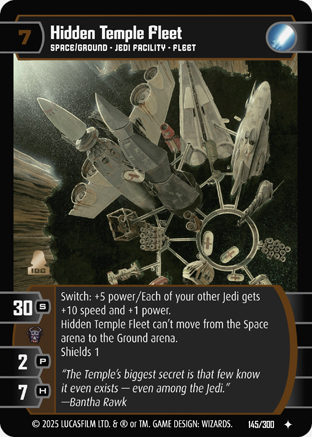 7
Hidden Temple Fleet
SPACE/GROUND - JEDI FACILITY - FLEET
IDC
30 S
2 P
7 H
Switch: +5 power/Each of your other Jedi gets
+10 speed and +1 power.
Hidden Temple Fleet can't move from the Space
arena to the Ground arena.
Shields 1
"The Temple's biggest secret is that few know
it even exists — even among the Jedi."
—Bantha Rawk
© 2025 LUCASFILM LTD. & ® or TM. GAME DESIGN: WIZARDS.
145/300